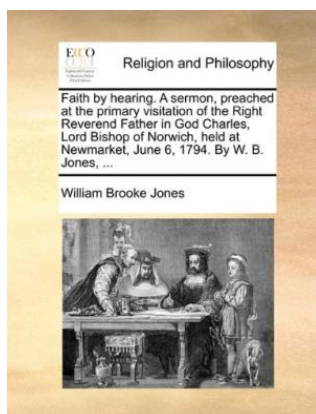 ECCO
Religion and Philosophy
Faith by hearing. A sermon, preached
at the primary visitation of the Right
Reverend Father in God Charles,
Lord Bishop of Norwich, held at
Newmarket, June 6, 1794. By W. B.
Jones, ...
William Brooke Jones